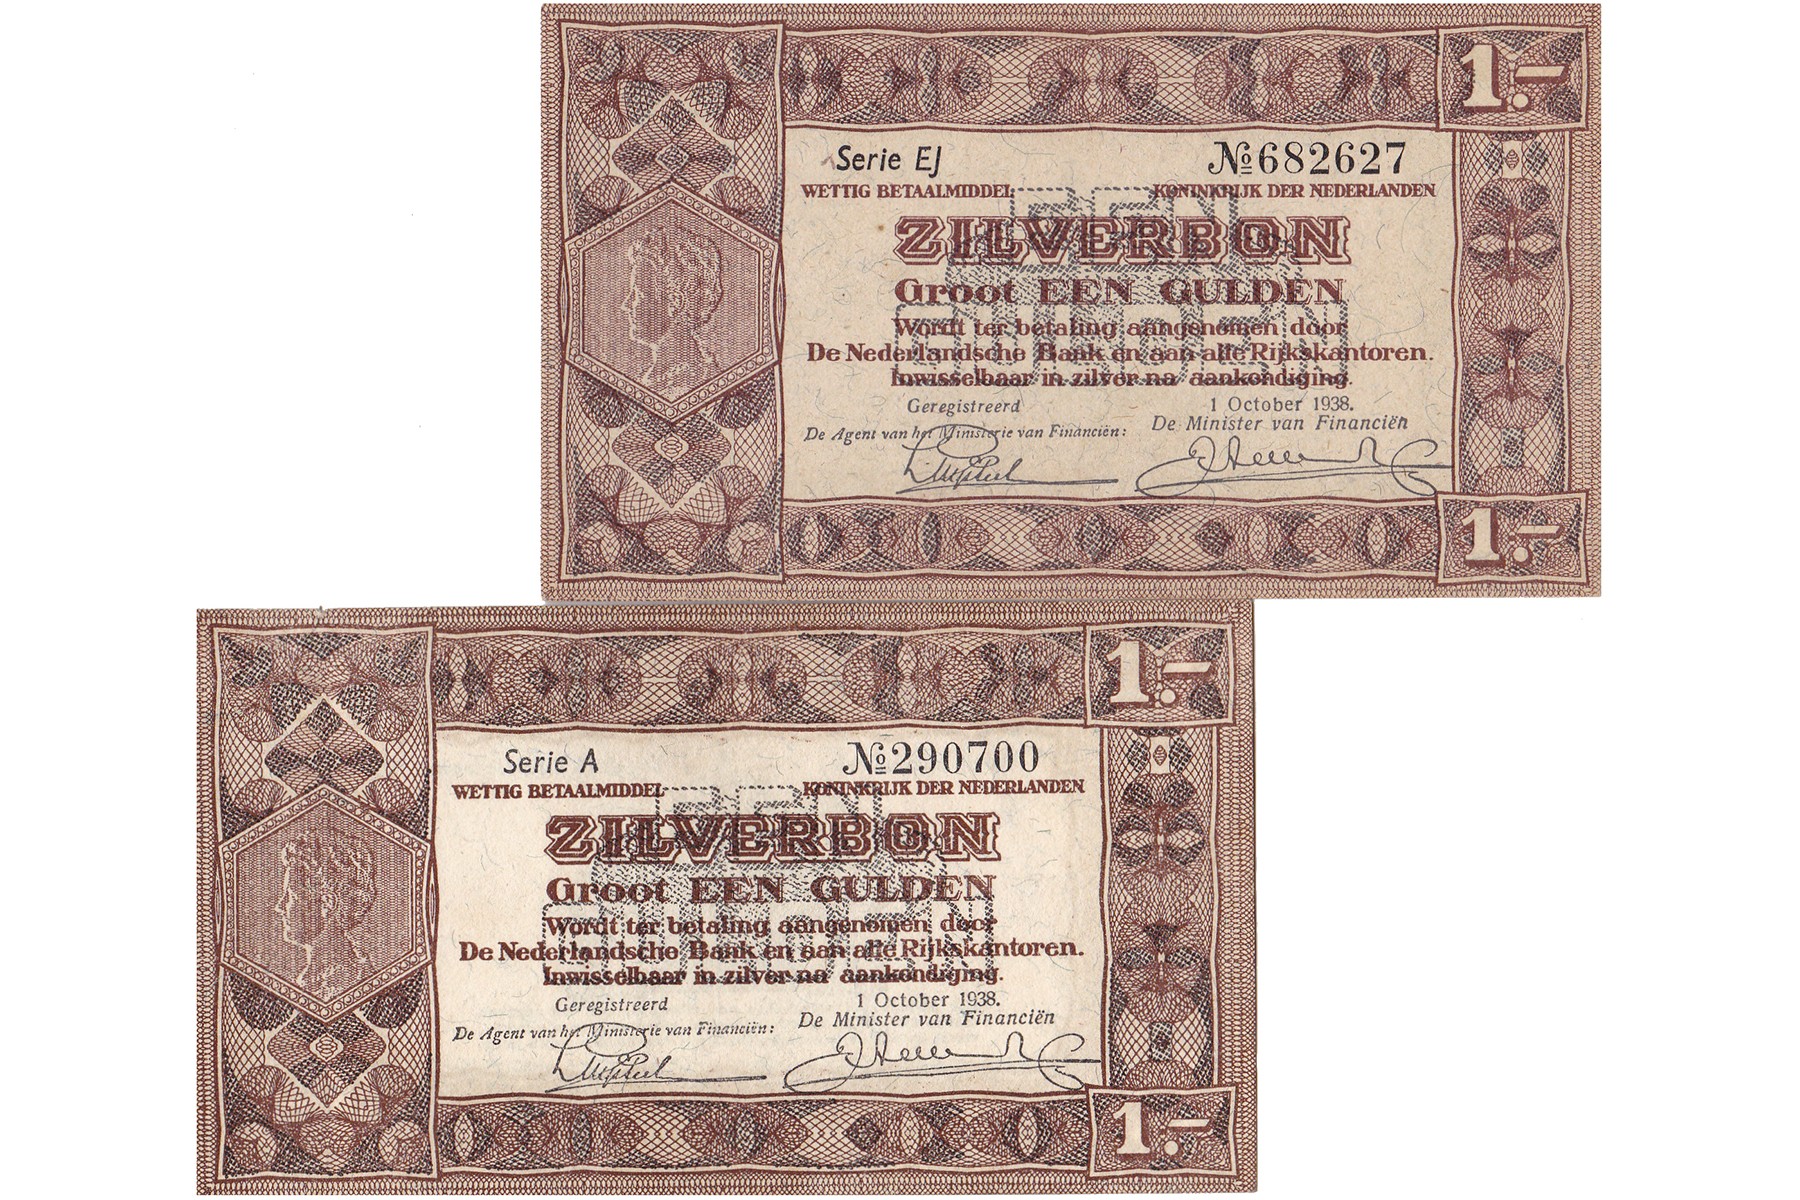 1.-
Serie EJ №682627
WETTIG BETAALMIDDEL KONINKRIJK DER NEDERLANDEN
EEN
ZILVERBON
Groot EEN GULDEN
GULDEN
Wordt ter betaling aangenomen door
De Nederlandsche Bank en aan alle Rijkskantoren.
Inwisselbaar in zilver na aankondiging.
Geregistreerd 1 October 1938.
De Agent van het Ministerie van Financiën: De Minister van Financiën
1.-
1.-
Serie A №290700
WETTIG BETAALMIDDEL KONINKRIJK DER NEDERLANDEN
EEN
ZILVERBON
Groot EEN GULDEN
GULDEN
Wordt ter betaling aangenomen door
De Nederlandsche Bank en aan alle Rijkskantoren.
Inwisselbaar in zilver na aankondiging.
Geregistreerd 1 October 1938.
De Agent van het Ministerie van Financiën: De Minister van Financiën
1.-